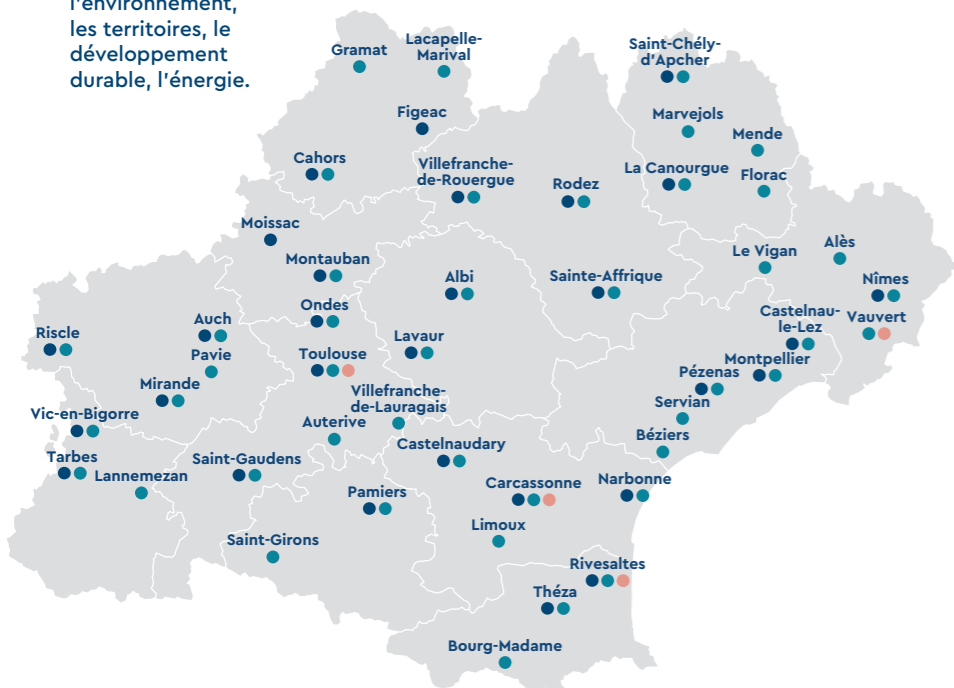 l'environnement,
les territoires, le
développement
durable, l'énergie.
Gramat
Lacapelle-
Marival
Saint-Chély-
d'Apcher
Figeac
Marvejols
Mende
Cahors
Villefranche-
de-Rouergue
Rodez
La Canourgue
Florac
Moissac
Montauban
Albi
Sainte-Affrique
Le Vigan
Alès
Nîmes
Ondes
Castelnau-
le-Lez
Vauvert
Riscle
Auch
Lavaur
Pavie
Toulouse
Montpellier
Pézenas
Mirande
Villefranche-
de-Lauragais
Servian
Vic-en-Bigorre
Auterive
Béziers
Castelnaudary
Tarbes
Lannemezan
Saint-Gaudens
Pamiers
Carcassonne
Narbonne
Limoux
Saint-Girons
Rivesaltes
Théza
Bourg-Madame